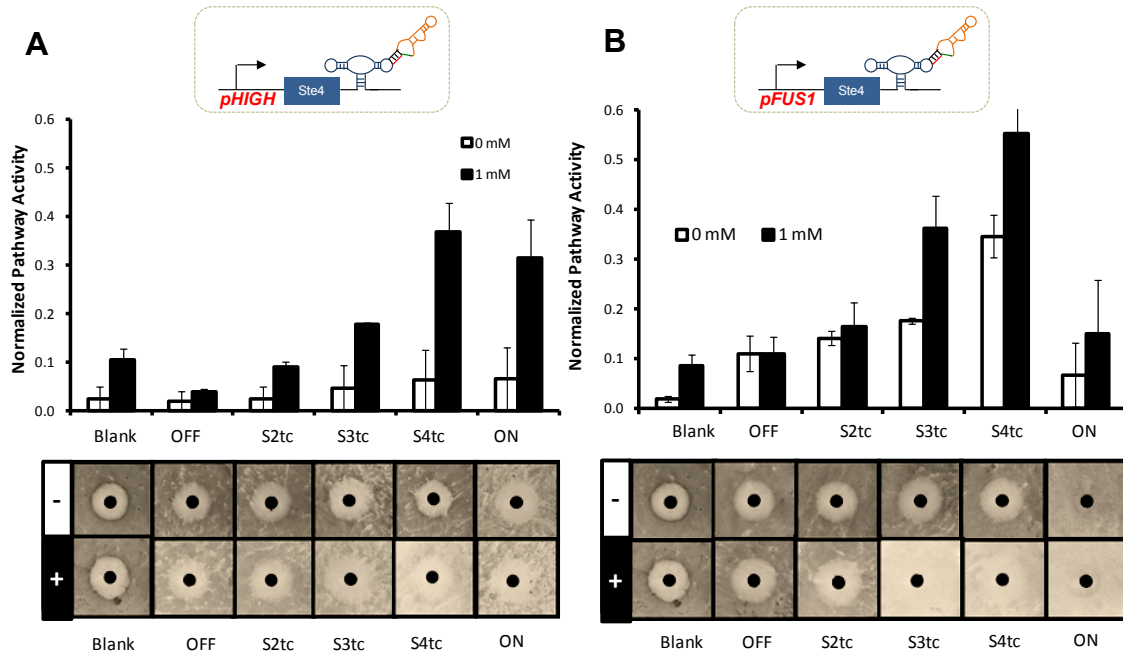 A
pHIGH
Ste4
Normalized Pathway Activity
0.6
0.5
0.4
0.3
0.2
0.1
0.0
0 mM
1 mM
Blank OFF S2tc S3tc S4tc ON
-
+
Blank OFF S2tc S3tc S4tc ON
B
pFUS1
Ste4
Normalized Pathway Activity
0.6
0.5
0.4
0.3
0.2
0.1
0.0
0 mM 1 mM
Blank OFF S2tc S3tc S4tc ON
-
+
Blank OFF S2tc S3tc S4tc ON